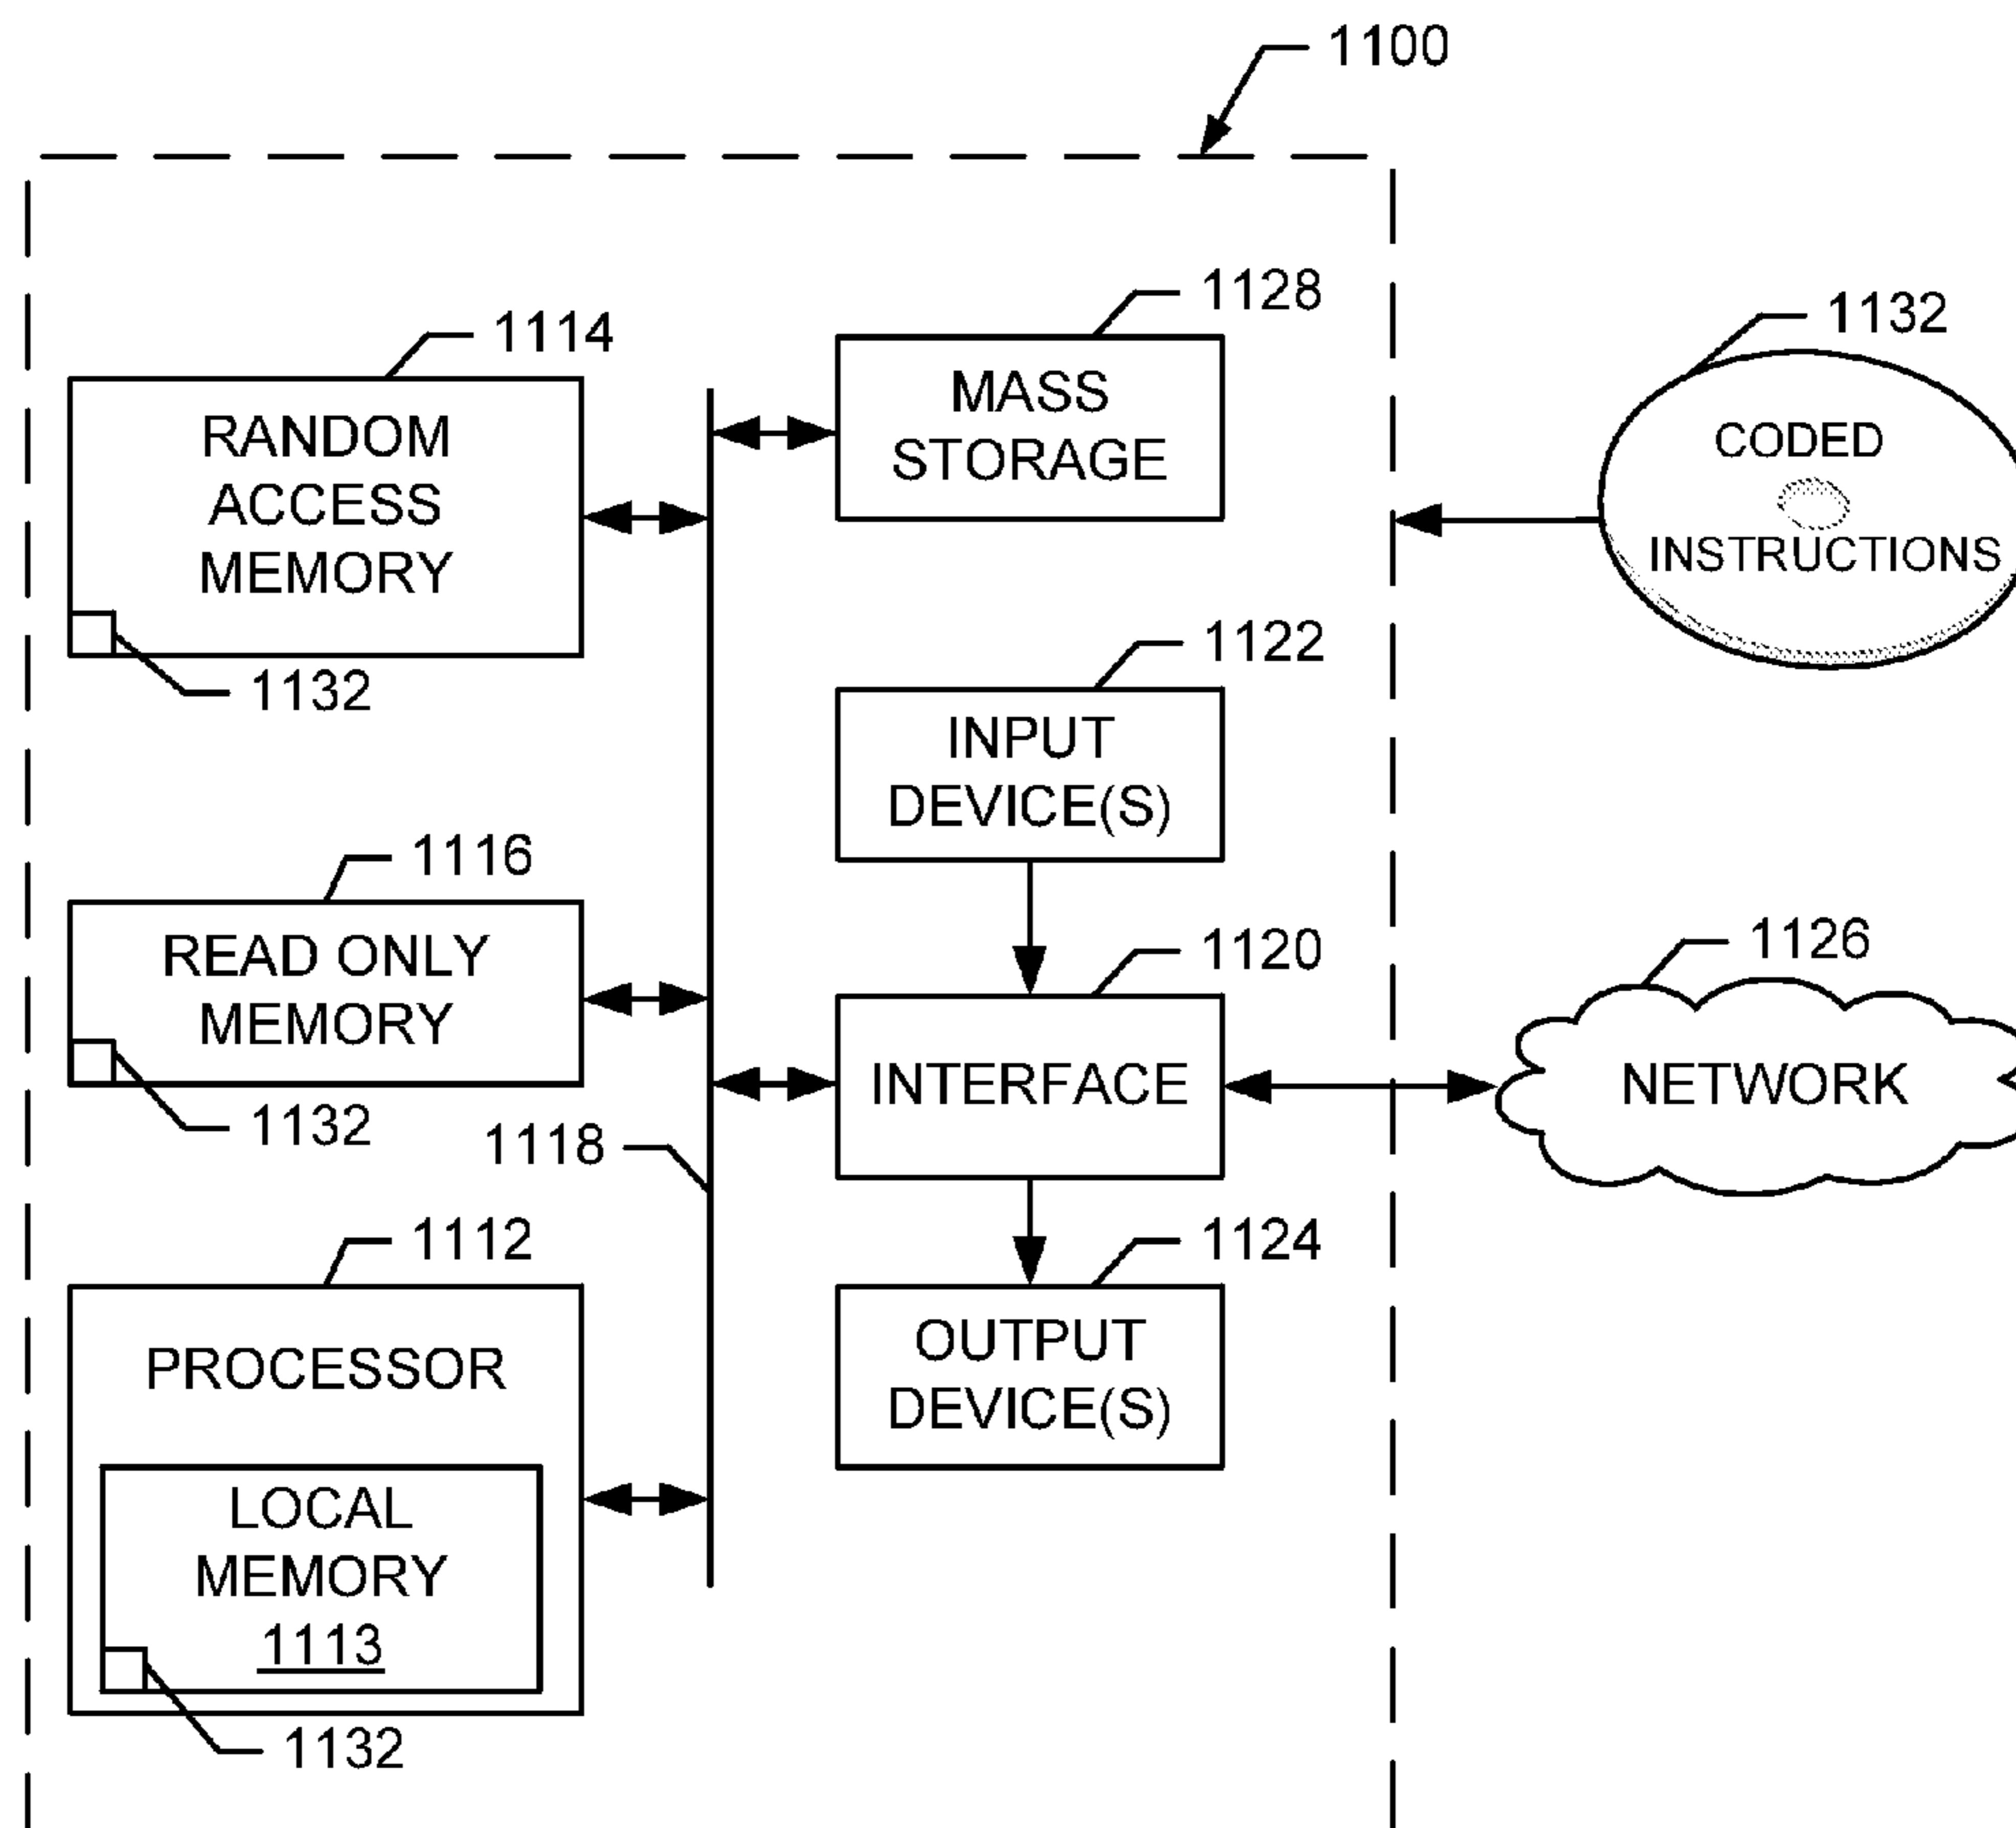 1100
1128
MASS
STORAGE
1114
RANDOM
ACCESS
MEMORY
1132
1132
CODED
INSTRUCTIONS
1122
INPUT
DEVICE(S)
1116
READ ONLY
MEMORY
1132
1120
INTERFACE
1126
NETWORK
1118
1112
PROCESSOR
LOCAL
MEMORY
1113
1132
1124
OUTPUT
DEVICE(S)